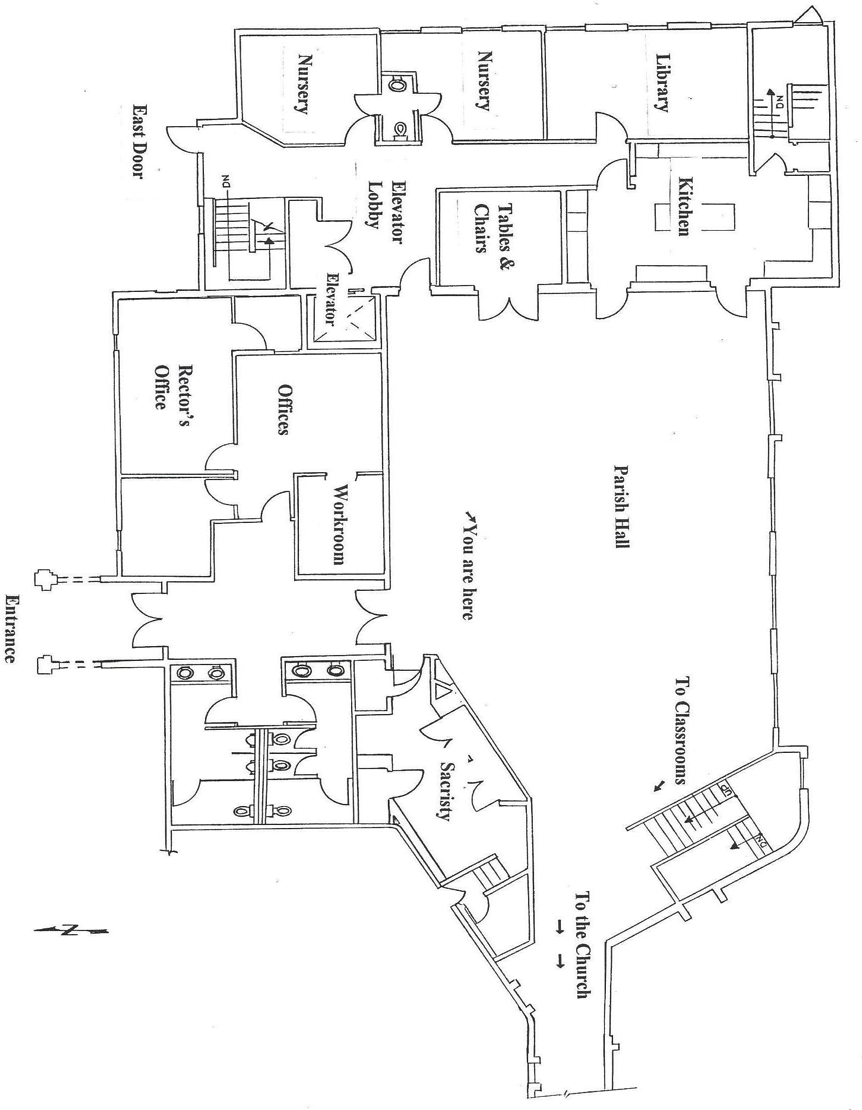 DN
Library
Kitchen
DN
UP
To Classrooms
Parish Hall
To the Church
Nursery
Tables &
Chairs
You are here
Sacristy
Elevator
Lobby
Nursery
Elevator
Workroom
Offices
DN
Rector's
Office
East Door
N
Entrance